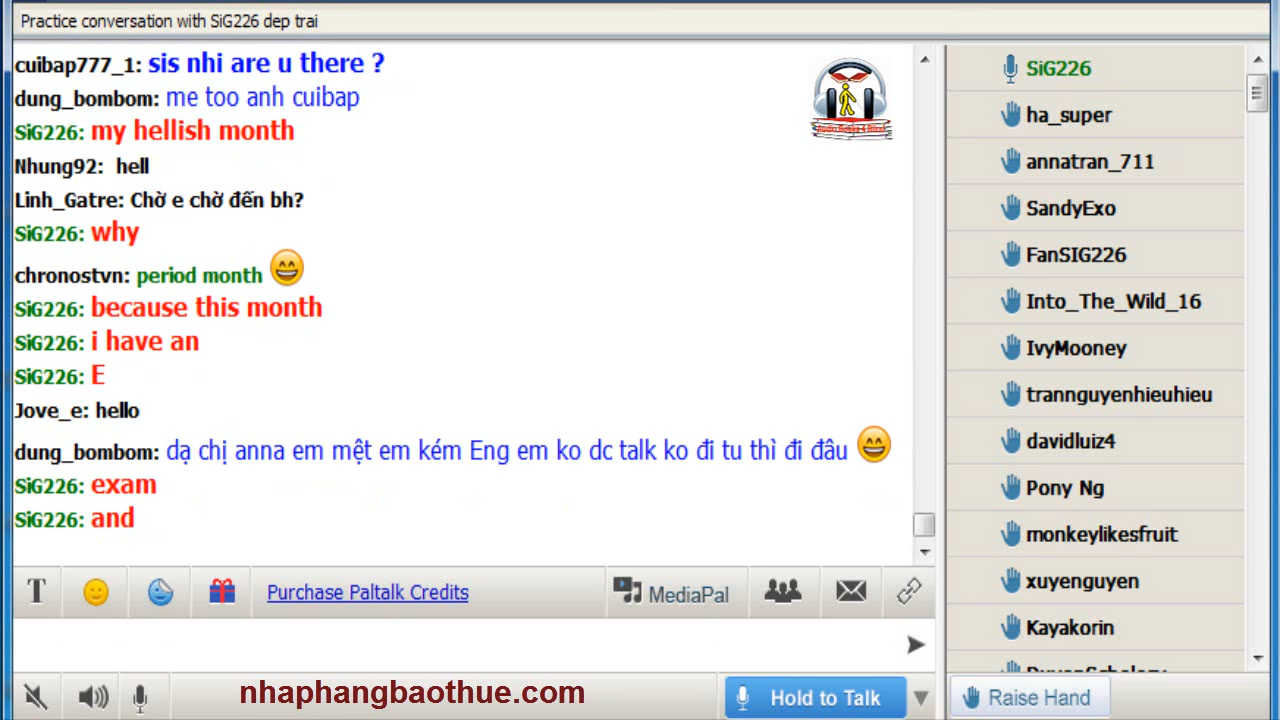 Practice conversation with SiG226 dep trai
cuibap777_1: sis nhi are u there ?
dung_bombom: me too anh cuibap
SiG226: my hellish month
Nhung92: hell
Linh_Gatre: Chờ e chờ đến bh?
SiG226: why
chronostvn: period month
SiG226: because this month
SiG226: i have an
SiG226: E
Jove_e: hello
dung_bombom: dạ chị anna em mệt em kém Eng em ko dc talk ko đi tu thì đi đâu
SiG226: exam
SiG226: and
T
Purchase Paltalk Credits
MediaPal
nhaphangbaothue.com
Hold to Talk
SiG226
ha_super
annatran_711
SandyExo
FanSIG226
Into_The_Wild_16
IvyMooney
trannguyenhieuhieu
davidluiz4
Pony Ng
monkeylikesfruit
xuyenguyen
Kayakorin
Raise Hand